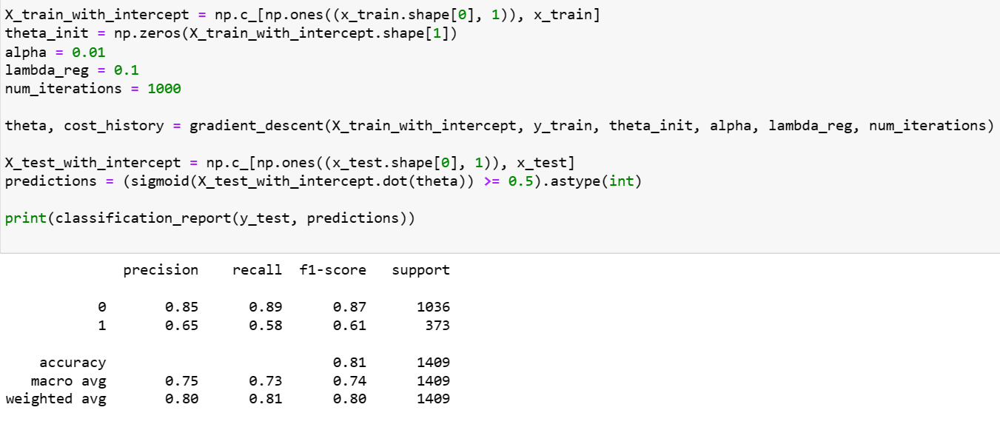 X_train_with_intercept = np.c_[np.ones((x_train.shape[0], 1)), x_train]
theta_init = np.zeros(X_train_with_intercept.shape[1])
alpha = 0.01
lambda_reg = 0.1
num_iterations = 1000
theta, cost_history = gradient_descent(X_train_with_intercept, y_train, theta_init, alpha, lambda_reg, num_iterations)
X_test_with_intercept = np.c_[np.ones((x_test.shape[0], 1)), x_test]
predictions = (sigmoid(X_test_with_intercept.dot(theta)) >= 0.5).astype(int)
print(classification_report(y_test, predictions))
precision recall f1-score support
0 0.85 0.89 0.87 1036
1 0.65 0.58 0.61 373
accuracy 0.81 1409
macro avg 0.75 0.73 0.74 1409
weighted avg 0.80 0.81 0.80 1409